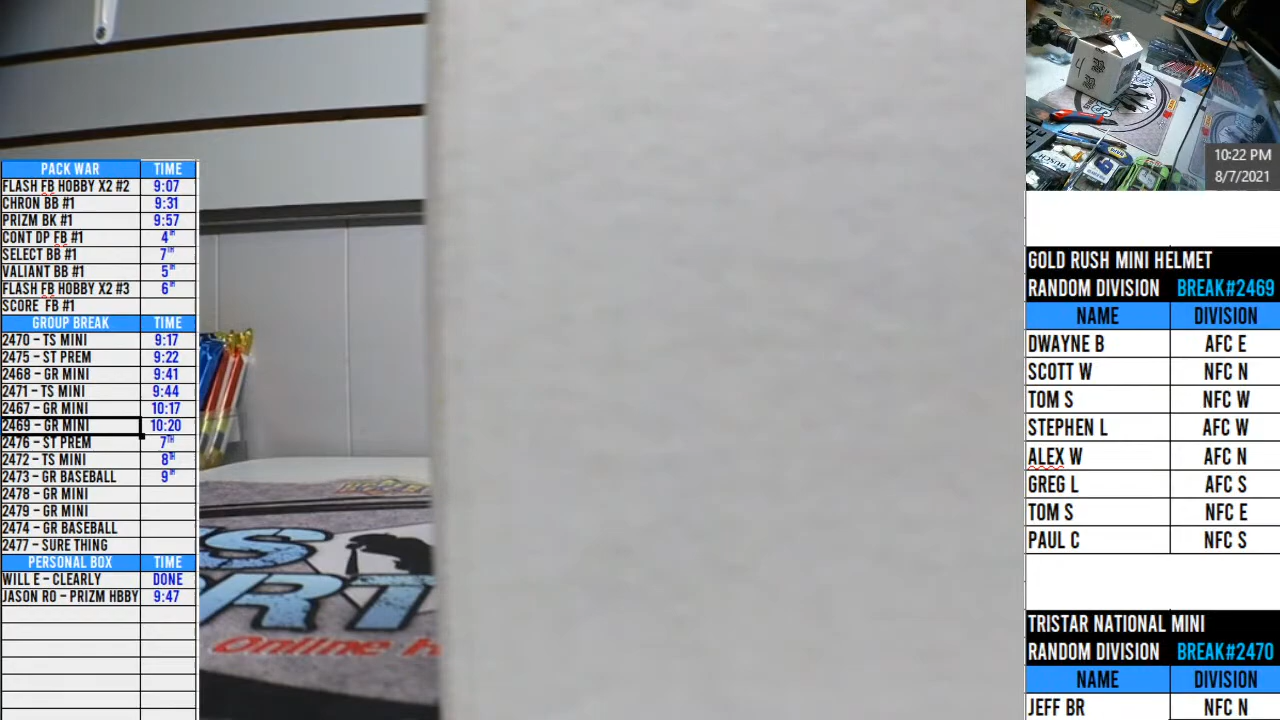 PACK WAR TIME
FLASH FB HOBBY X2 #2 9:07
CHRON BB #1 9:31
PRIZM BK #1 9:57
CONT DP FB #1 4TH
SELECT BB #1 7TH
VALIANT BB #1 5TH
FLASH FB HOBBY X2 #3 6TH
SCORE FB #1
GROUP BREAK TIME
2470 – TS MINI 9:17
2475 – ST PREM 9:22
2468 – GR MINI 9:41
2471 – TS MINI 9:44
2467 – GR MINI 10:17
2469 – GR MINI 10:20
2476 – ST PREM 7TH
2472 – TS MINI 8TH
2473 – GR BASEBALL 9TH
2478 – GR MINI
2479 – GR MINI
2474 – GR BASEBALL
2477 – SURE THING
PERSONAL BOX TIME
WILL E – CLEARLY DONE
JASON RO – PRIZM HBBY 9:47
Online
4
BUSCH
10:22 PM
8/7/2021
GOLD RUSH MINI HELMET
RANDOM DIVISION BREAK#2469
NAME DIVISION
DWAYNE B AFC E
SCOTT W NFC N
TOM S NFC W
STEPHEN L AFC W
ALEX W AFC N
GREG L AFC S
TOM S NFC E
PAUL C NFC S
TRISTAR NATIONAL MINI
RANDOM DIVISION BREAK#2470
NAME DIVISION
JEFF BR NFC N